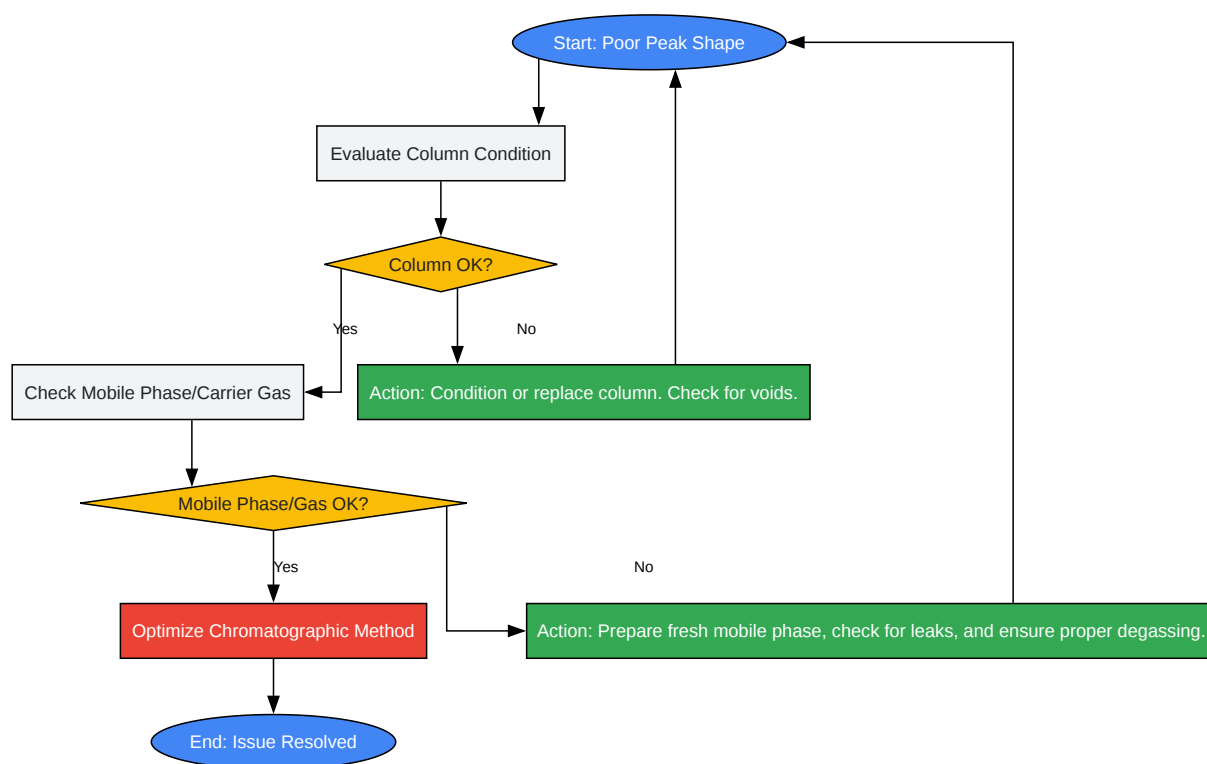 Start: Poor Peak Shape
Evaluate Column Condition
Column OK?
Yes
No
Check Mobile Phase/Carrier Gas
Action: Condition or replace column. Check for voids.
Mobile Phase/Gas OK?
Yes
No
Optimize Chromatographic Method
Action: Prepare fresh mobile phase, check for leaks, and ensure proper degassing.
End: Issue Resolved